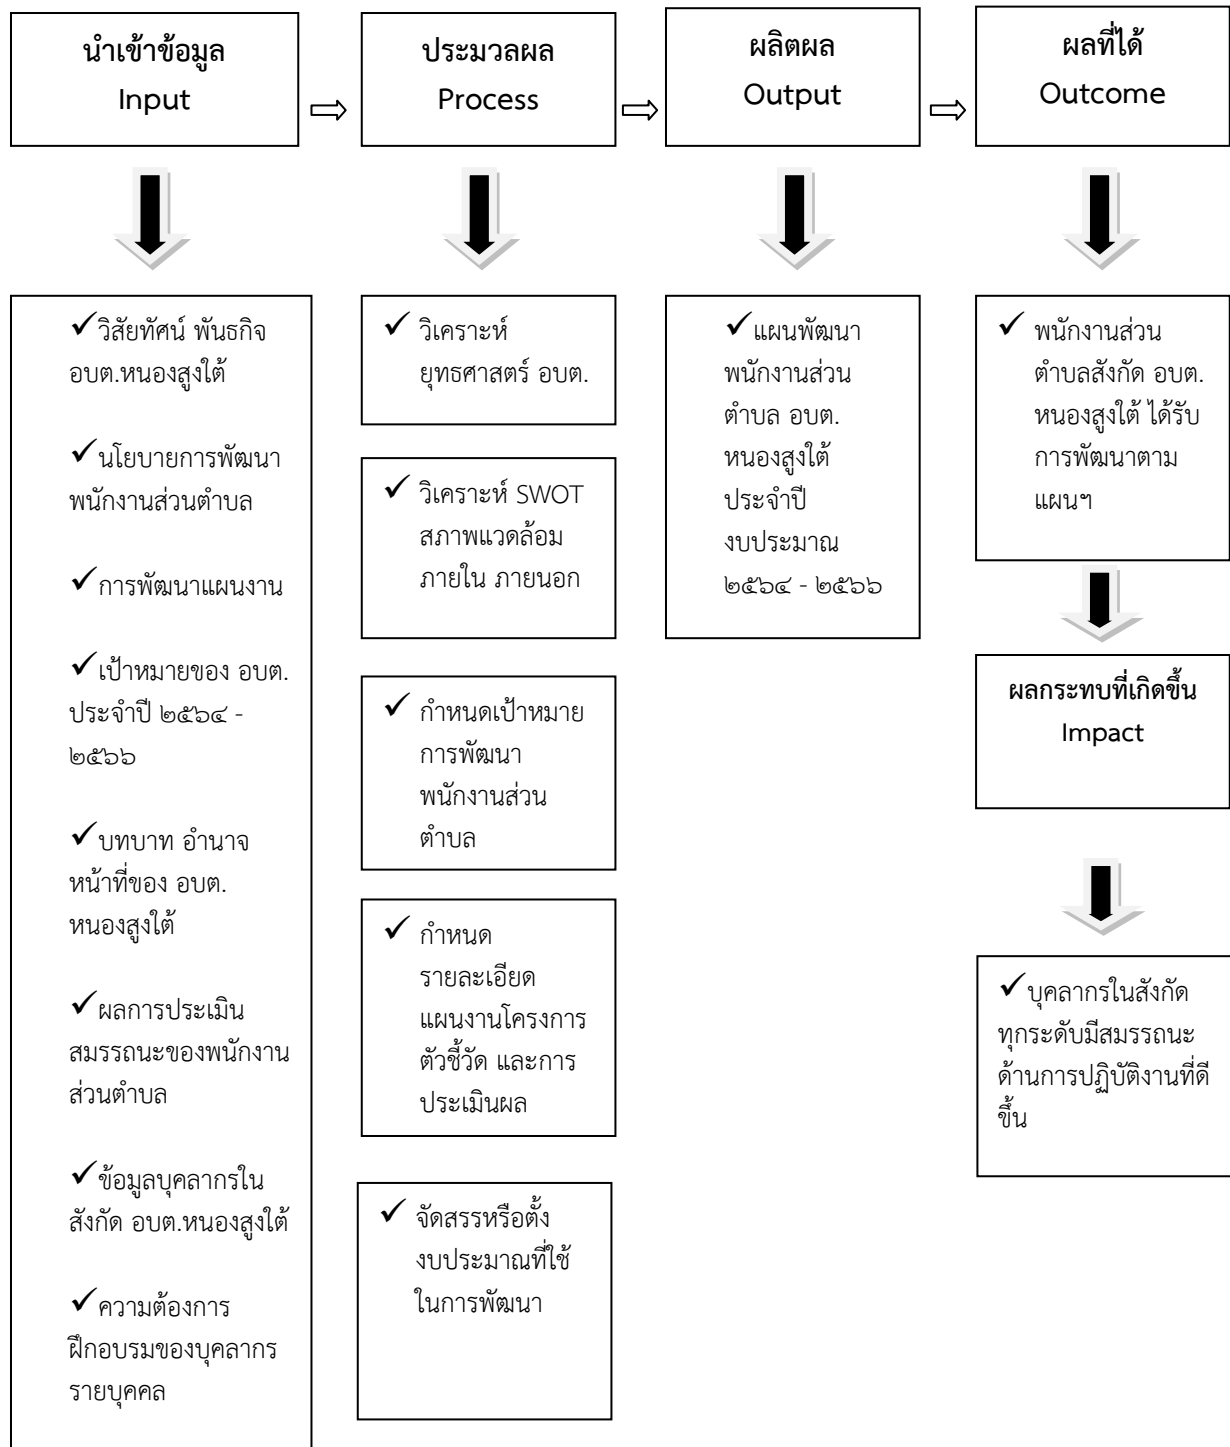 นำเข้าข้อมูล
Input
ประมวลผล
Process
ผลิตผล
Output
ผลที่ได้
Outcome
✓วิสัยทัศน์ พันธกิจ
อบต.หนองสูงใต้
✓นโยบายการพัฒนา
พนักงานส่วนตำบล
✓การพัฒนาแผนงาน
✓เป้าหมายของ อบต.
ประจำปี ๒๕๖๔ -
๒๕๖๖
✓บทบาท อำนาจ
หน้าที่ของ อบต.
หนองสูงใต้
✓ผลการประเมิน
สมรรถนะของพนักงาน
ส่วนตำบล
✓ข้อมูลบุคลากรใน
สังกัด อบต.หนองสูงใต้
✓ความต้องการ
ฝึกอบรมของบุคลากร
รายบุคคล
✓ วิเคราะห์
ยุทธศาสตร์ อบต.
✓ วิเคราะห์ SWOT
สภาพแวดล้อม
ภายใน ภายนอก
✓ กำหนดเป้าหมาย
การพัฒนา
พนักงานส่วน
ตำบล
✓ กำหนด
รายละเอียด
แผนงานโครงการ
ตัวชี้วัด และการ
ประเมินผล
✓ จัดสรรหรือตั้ง
งบประมาณที่ใช้
ในการพัฒนา
✓แผนพัฒนา
พนักงานส่วน
ตำบล อบต.
หนองสูงใต้
ประจำปี
งบประมาณ
๒๕๖๔ - ๒๕๖๖
✓ พนักงานส่วน
ตำบลสังกัด อบต.
หนองสูงใต้ ได้รับ
การพัฒนาตาม
แผนฯ
ผลกระทบที่เกิดขึ้น
Impact
✓บุคลากรในสังกัด
ทุกระดับมีสมรรถนะ
ด้านการปฏิบัติงานที่ดี
ขึ้น